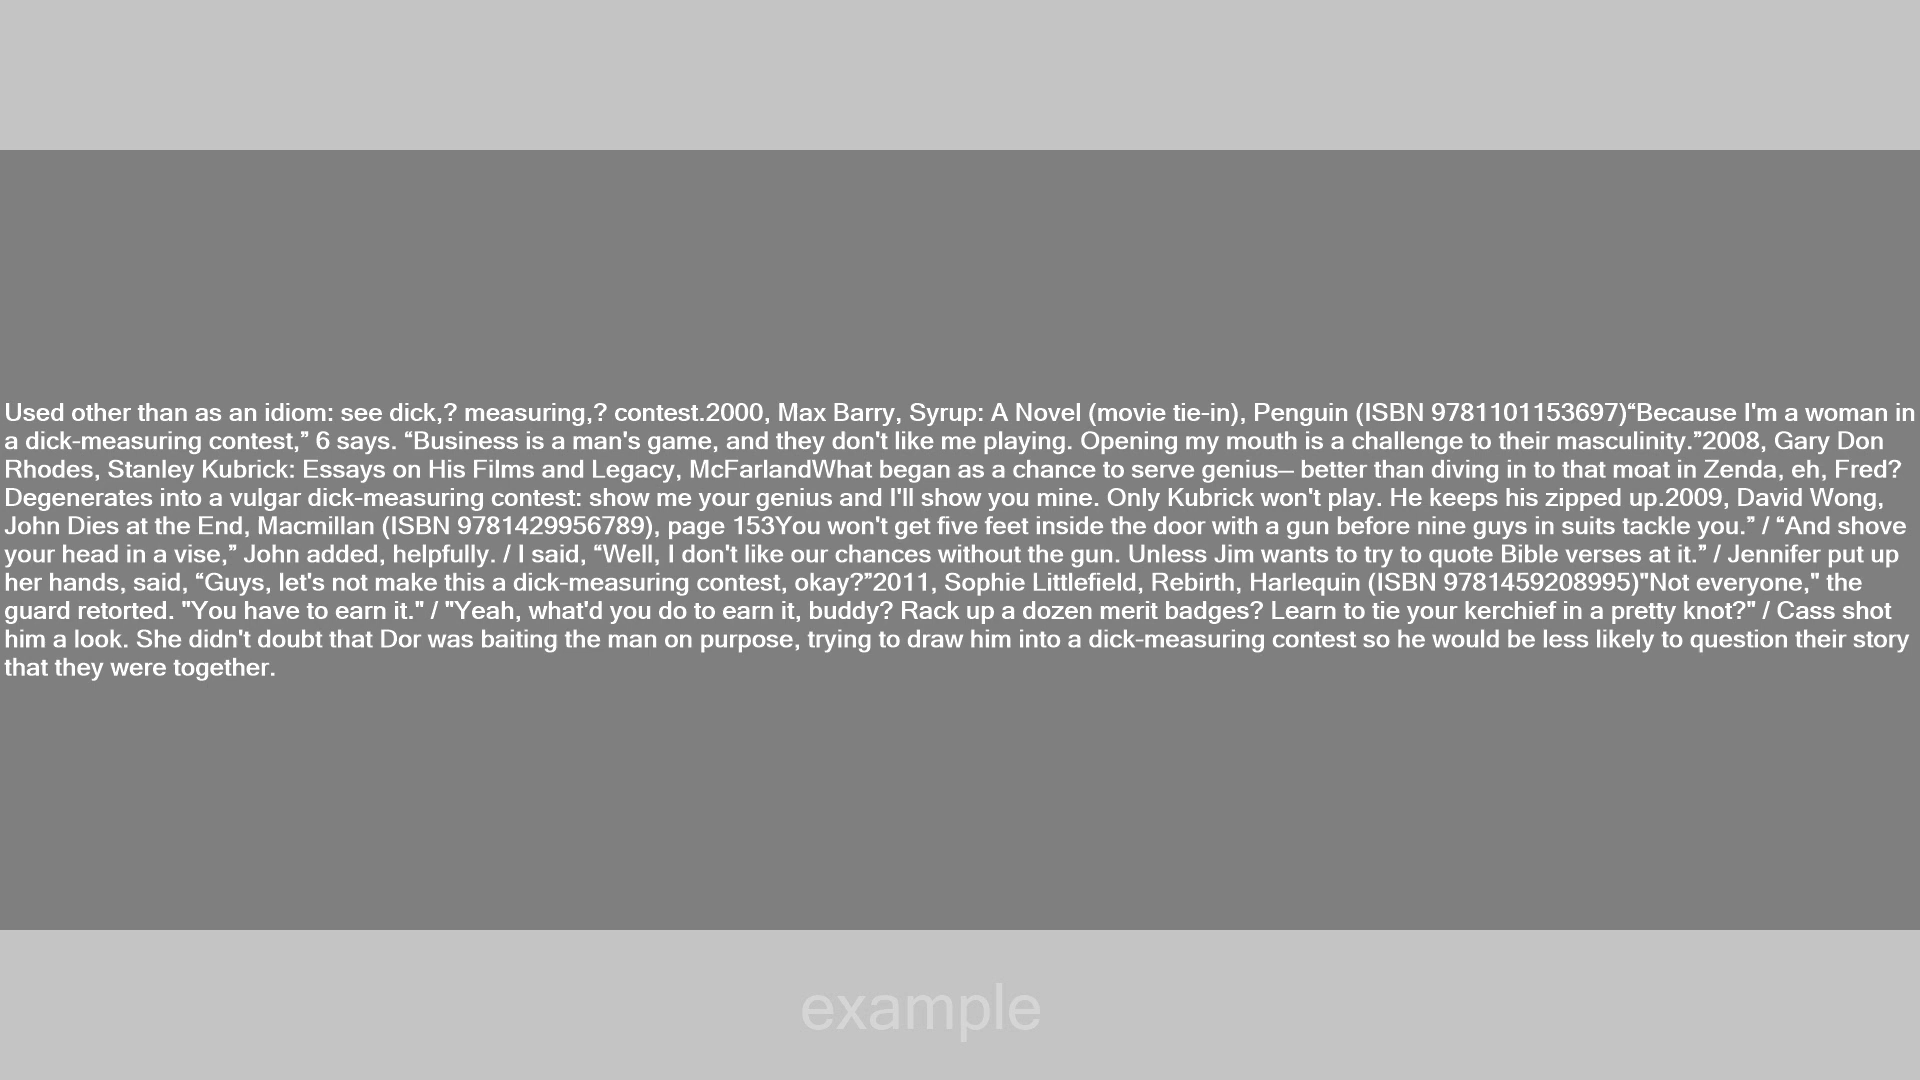 Used other than as an idiom: see dick,? measuring,? contest.2000, Max Barry, Syrup: A Novel (movie tie-in), Penguin (ISBN 9781101153697)“Because I'm a woman in
a dick-measuring contest,” 6 says. “Business is a man's game, and they don't like me playing. Opening my mouth is a challenge to their masculinity.”2008, Gary Don
Rhodes, Stanley Kubrick: Essays on His Films and Legacy, McFarlandWhat began as a chance to serve genius— better than diving in to that moat in Zenda, eh, Fred?
Degenerates into a vulgar dick-measuring contest: show me your genius and I'll show you mine. Only Kubrick won't play. He keeps his zipped up.2009, David Wong,
John Dies at the End, Macmillan (ISBN 9781429956789), page 153You won't get five feet inside the door with a gun before nine guys in suits tackle you.” / “And shove
your head in a vise,” John added, helpfully. / I said, “Well, I don't like our chances without the gun. Unless Jim wants to try to quote Bible verses at it.” / Jennifer put up
her hands, said, “Guys, let's not make this a dick-measuring contest, okay?”2011, Sophie Littlefield, Rebirth, Harlequin (ISBN 9781459208995)"Not everyone," the
guard retorted. "You have to earn it." / "Yeah, what'd you do to earn it, buddy? Rack up a dozen merit badges? Learn to tie your kerchief in a pretty knot?" / Cass shot
him a look. She didn't doubt that Dor was baiting the man on purpose, trying to draw him into a dick-measuring contest so he would be less likely to question their story
that they were together.
example